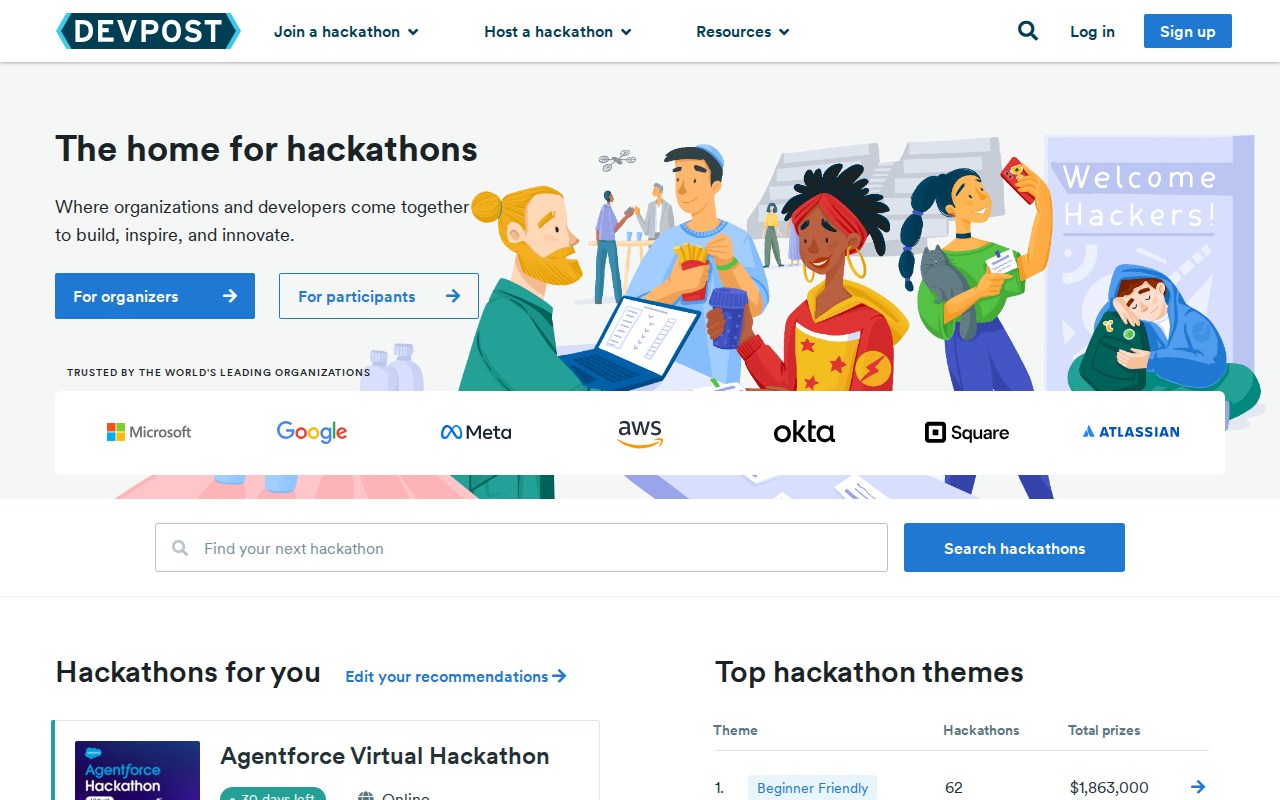 DEVPOST
Join a hackathon
Host a hackathon
Resources
Log in
Sign up
The home for hackathons
Where organizations and developers come together
to build, inspire, and innovate.
For organizers
For participants
Welcome
Hackers!
TRUSTED BY THE WORLD'S LEADING ORGANIZATIONS
Microsoft
Google
Meta
aws
okta
Square
ATLASSIAN
Find your next hackathon
Search hackathons
Hackathons for you
Edit your recommendations
Agentforce
Hackathon
Agentforce Virtual Hackathon
30 days left
Online
Top hackathon themes
Theme Hackathons Total prizes
1. Beginner Friendly 62 $1,863,000